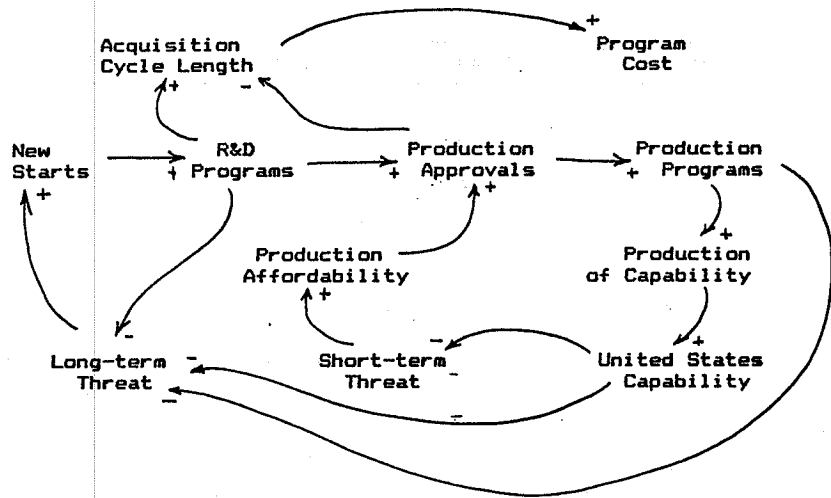 Acquisition
Cycle Length
+
-
+
Program
Cost
New
Starts
+
R&D
+ Programs
Production
+ Approvals
+
Production
+ Programs
Production
Affordability
+
+
Production
of Capability
-
Long-term
Threat
-
-
-
Short-term
Threat
-
-
+
United States
Capability